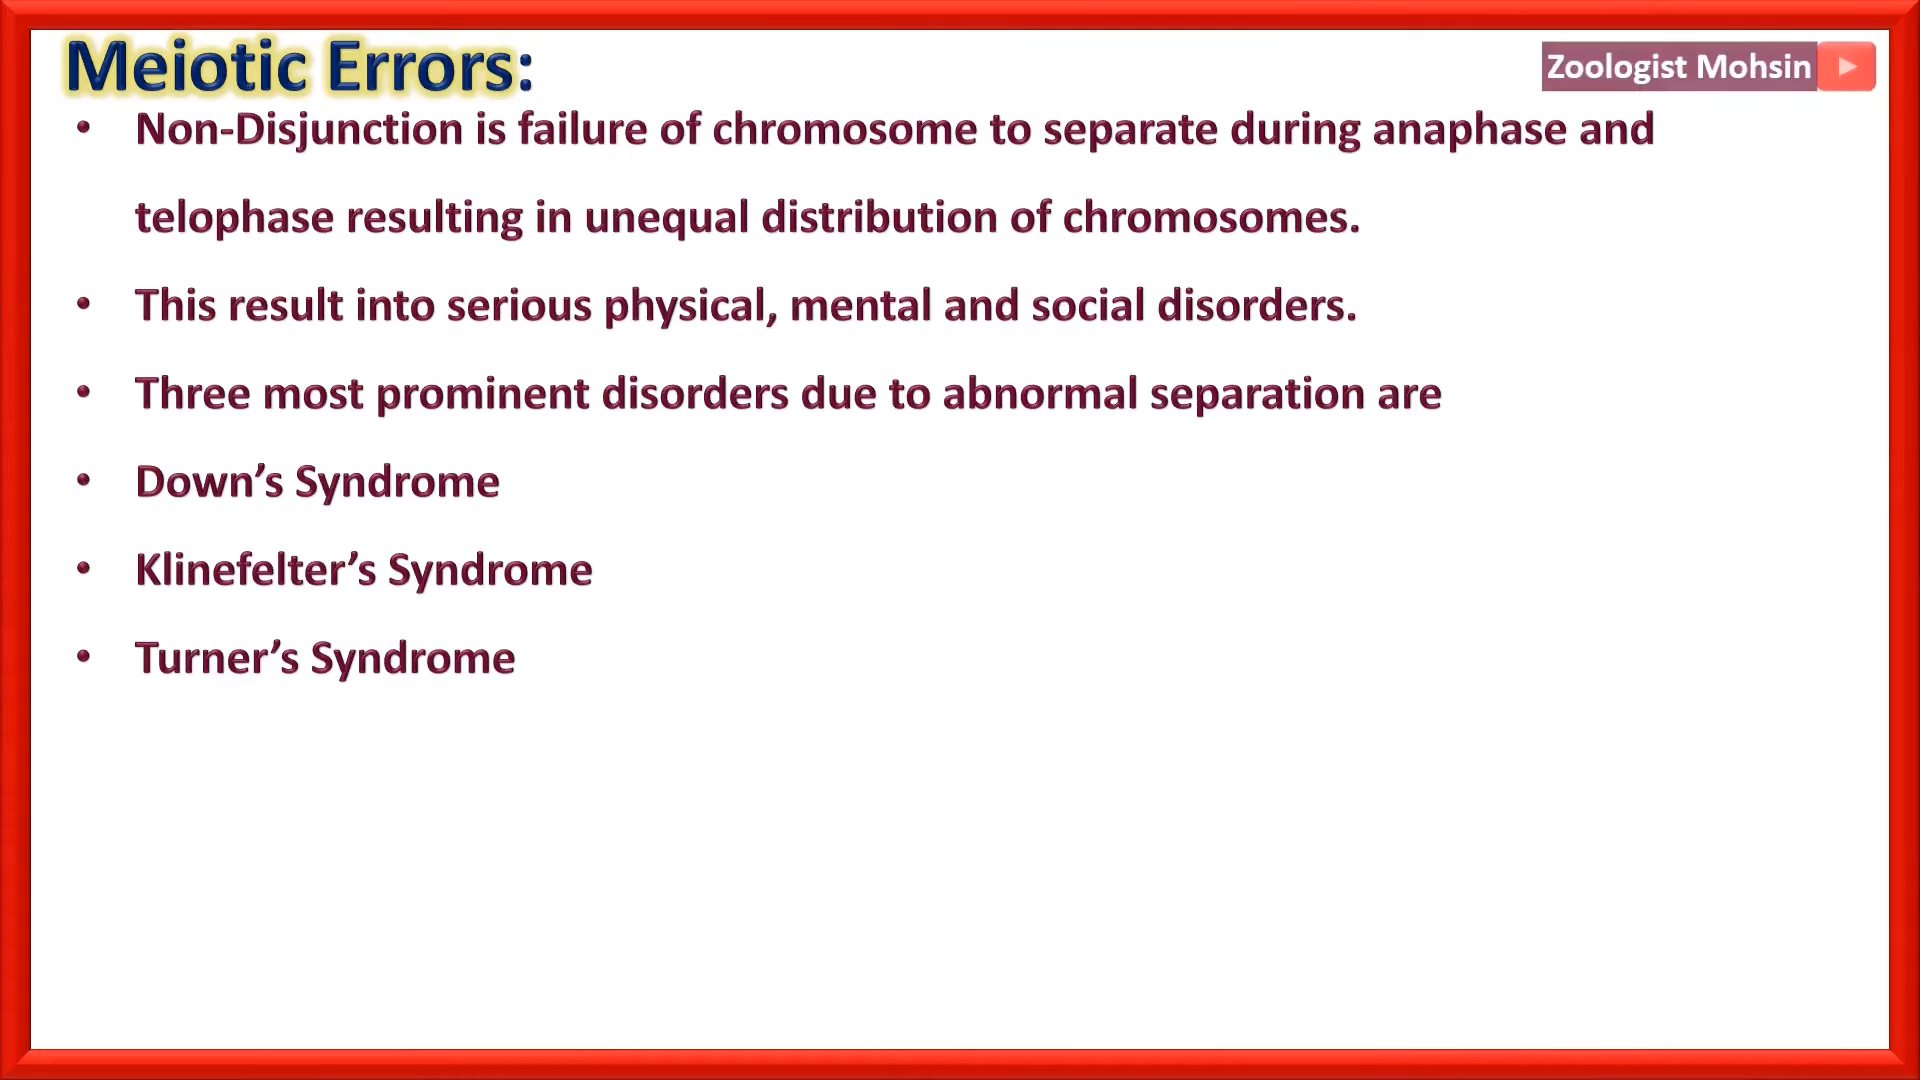 Meiotic Errors:
Zoologist Mohsin
• Non-Disjunction is failure of chromosome to separate during anaphase and
telophase resulting in unequal distribution of chromosomes.
• This result into serious physical, mental and social disorders.
• Three most prominent disorders due to abnormal separation are
• Down’s Syndrome
• Klinefelter’s Syndrome
• Turner’s Syndrome